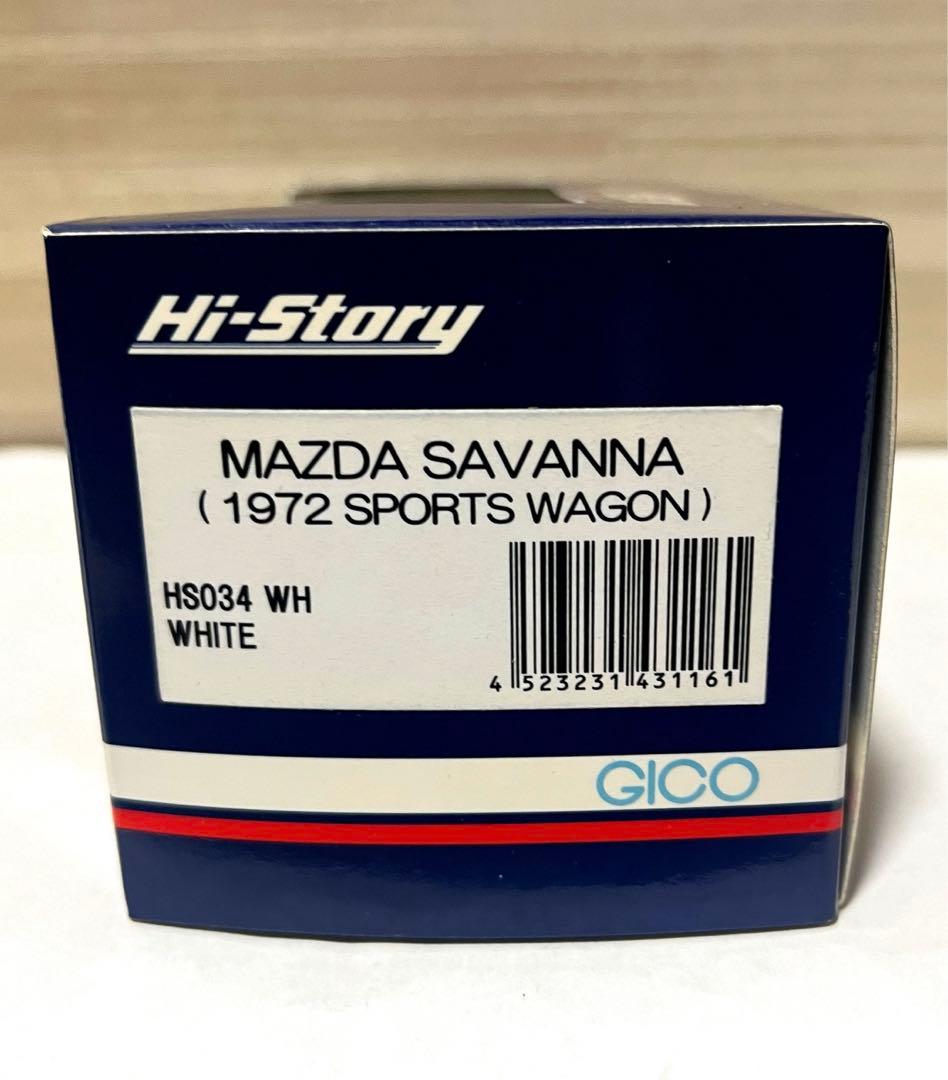 Hi-Story
MAZDA SAVANNA
(1972 SPORTS WAGON)
HS034 WH
WHITE
4 523231 431161
GICO